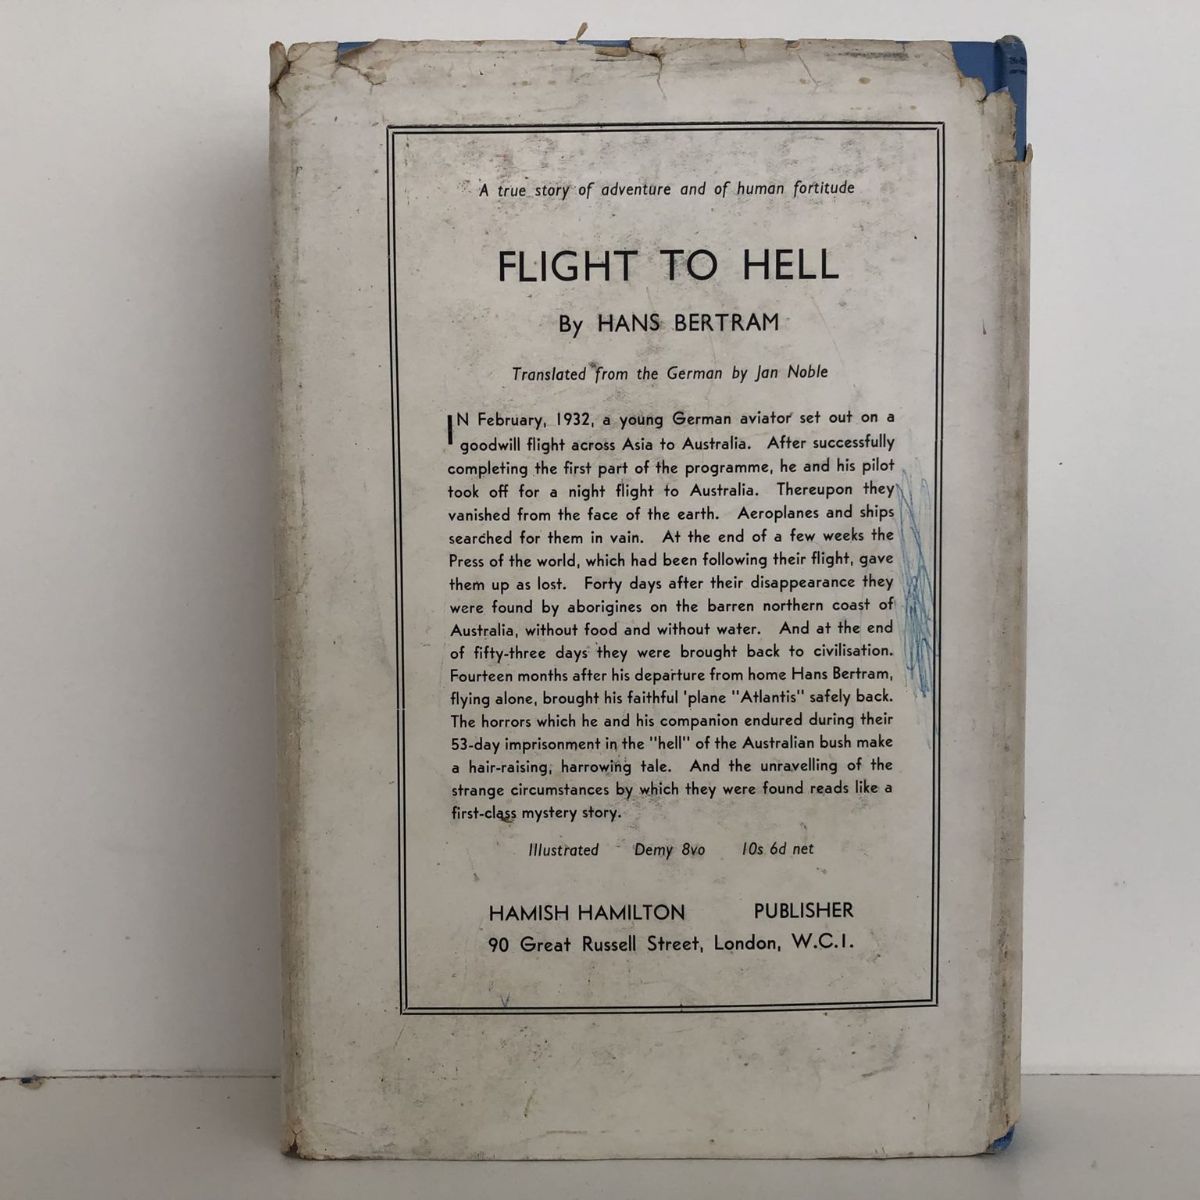 A true story of adventure and of human fortitude
FLIGHT TO HELL
By HANS BERTRAM
Translated from the German by Jan Noble
IN February, 1932, a young German aviator set out on a
goodwill flight across Asia to Australia. After successfully
completing the first part of the programme, he and his pilot
took off for a night flight to Australia. Thereupon they
vanished from the face of the earth. Aeroplanes and ships
searched for them in vain. At the end of a few weeks the
Press of the world, which had been following their flight, gave
them up as lost. Forty days after their disappearance they
were found by aborigines on the barren northern coast of
Australia, without food and without water. And at the end
of fifty-three days they were brought back to civilisation.
Fourteen months after his departure from home Hans Bertram,
flying alone, brought his faithful 'plane "Atlantis" safely back.
The horrors which he and his companion endured during their
53-day imprisonment in the "hell" of the Australian bush make
a hair-raising, harrowing tale. And the unravelling of the
strange circumstances by which they were found reads like a
first-class mystery story.
Illustrated Demy 8vo 10s 6d net
HAMISH HAMILTON PUBLISHER
90 Great Russell Street, London, W.C.1.